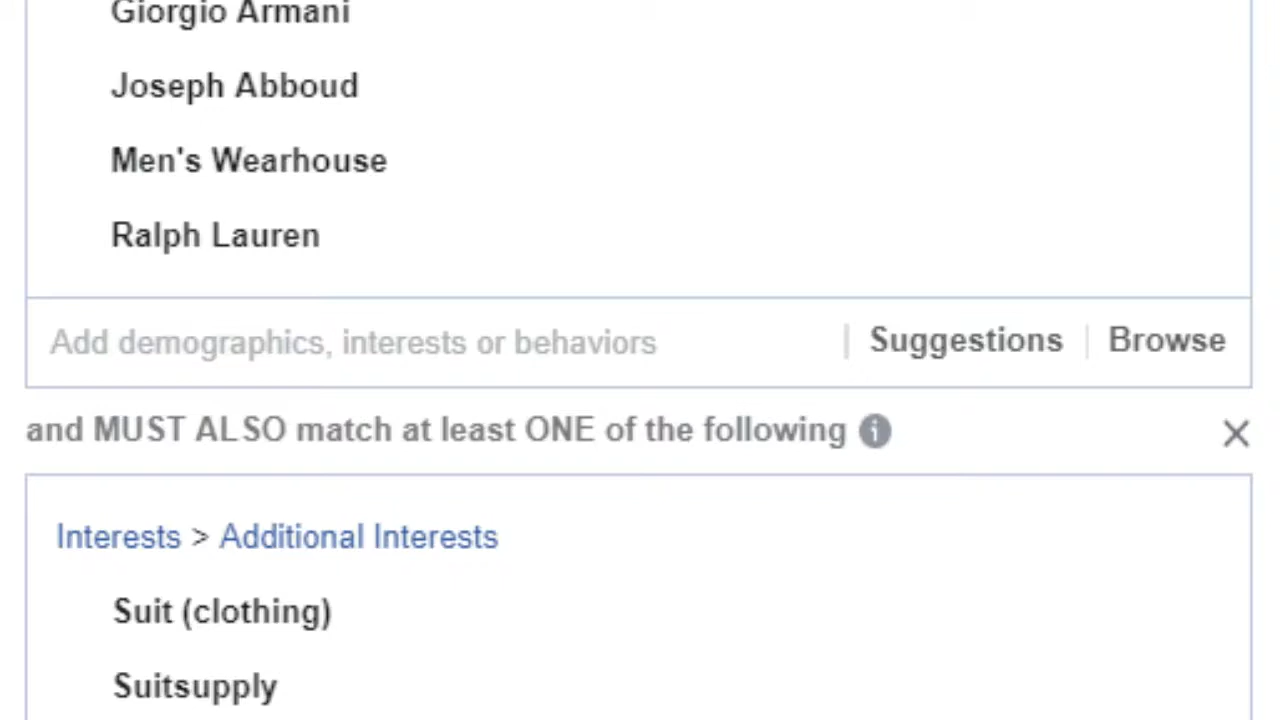 Giorgio Armani
Joseph Abboud
Men's Wearhouse
Ralph Lauren
Add demographics, interests or behaviors | Suggestions | Browse
and MUST ALSO match at least ONE of the following
Interests > Additional Interests
Suit (clothing)
Suitsupply